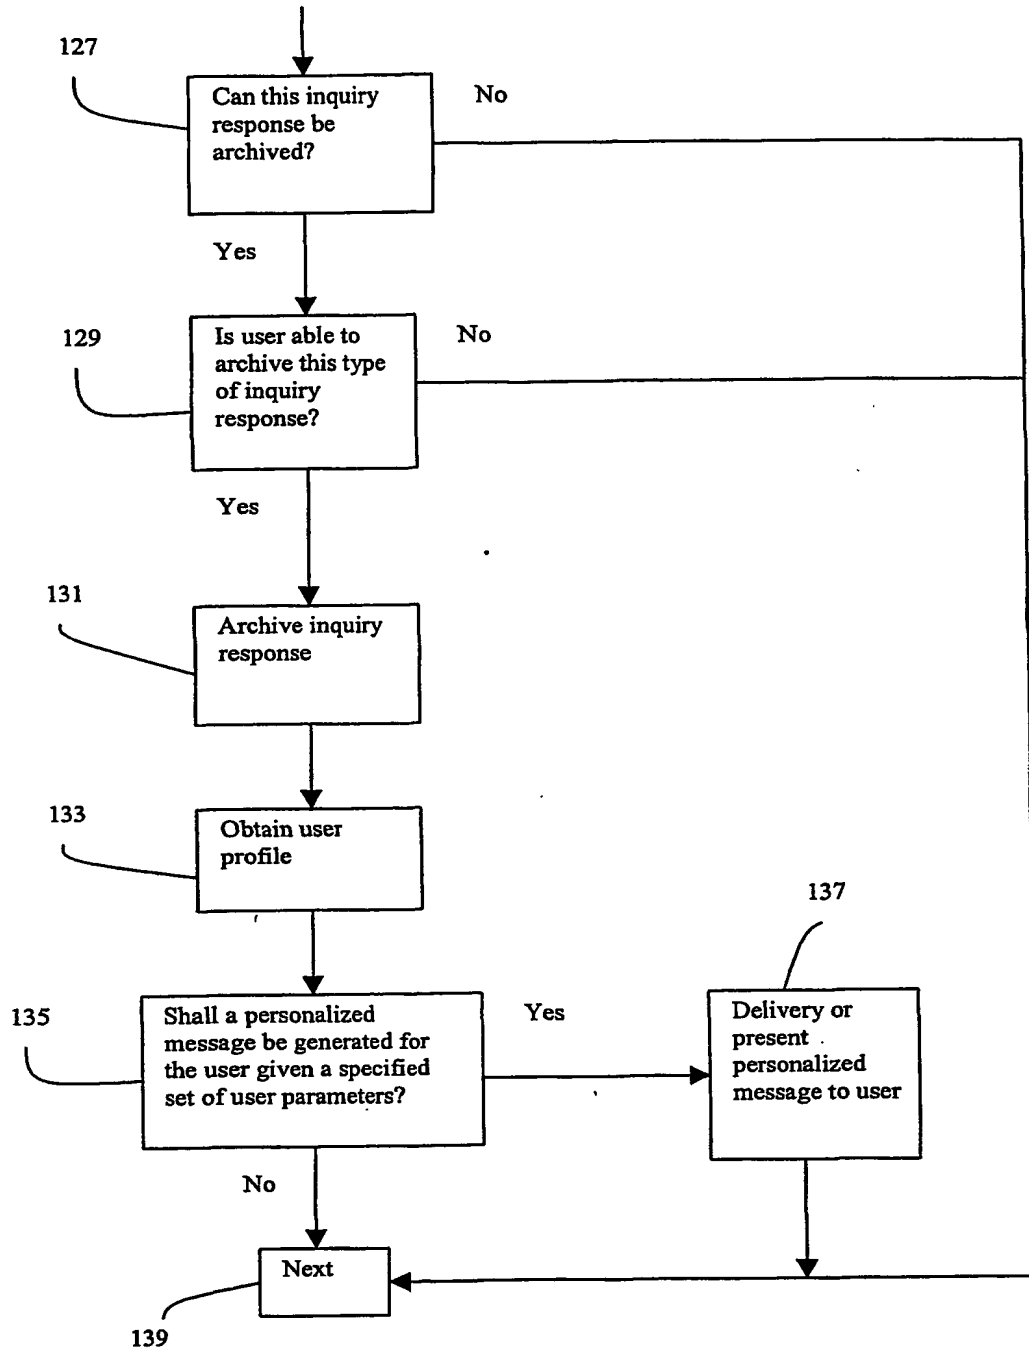 127
Can this inquiry
response be
archived?
No
Yes
129
Is user able to
archive this type
of inquiry
response?
No
Yes
131
Archive inquiry
response
133
Obtain user
profile
137
135
Shall a personalized
message be generated for
the user given a specified
set of user parameters?
Yes
Delivery or
present
personalized
message to user
No
Next
139